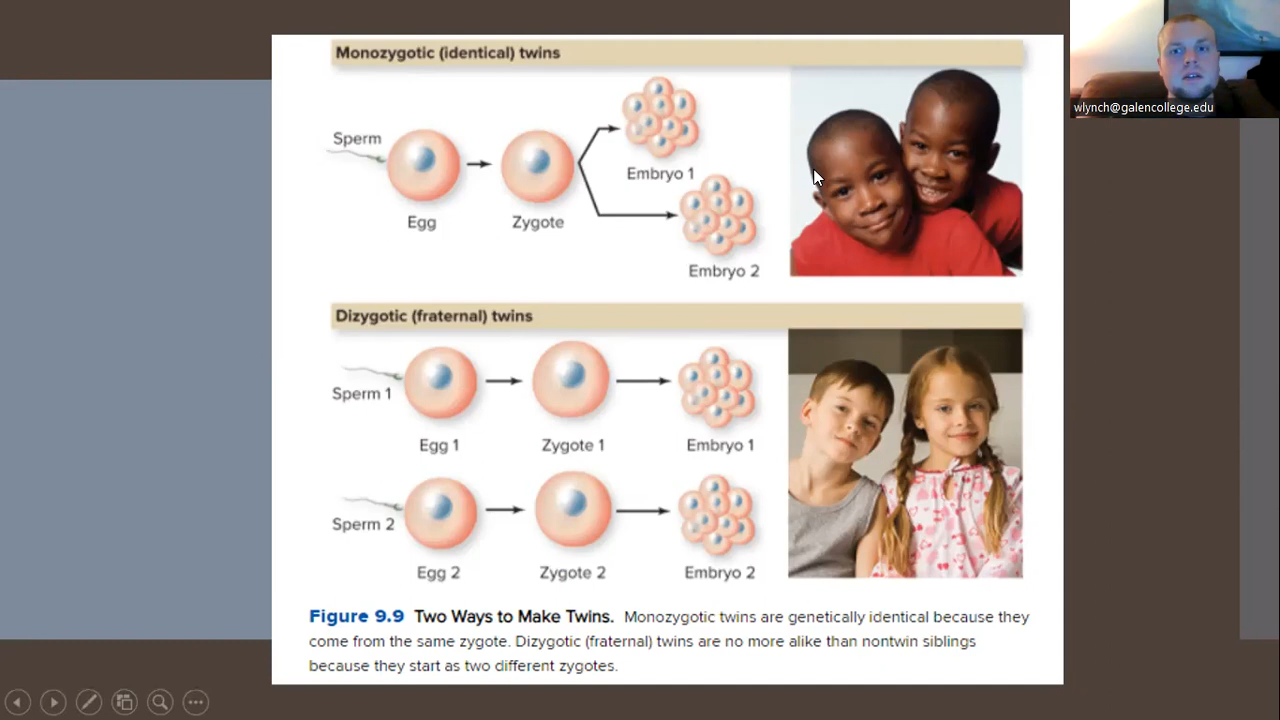 Monozygotic (identical) twins
Sperm
Egg
Zygote
Embryo 1
Embryo 2
Dizygotic (fraternal) twins
Sperm 1
Egg 1
Zygote 1
Embryo 1
Sperm 2
Egg 2
Zygote 2
Embryo 2
Figure 9.9 Two Ways to Make Twins. Monozygotic twins are genetically identical because they
come from the same zygote. Dizygotic (fraternal) twins are no more alike than nontwin siblings
because they start as two different zygotes.
wlynch@galencollege.edu